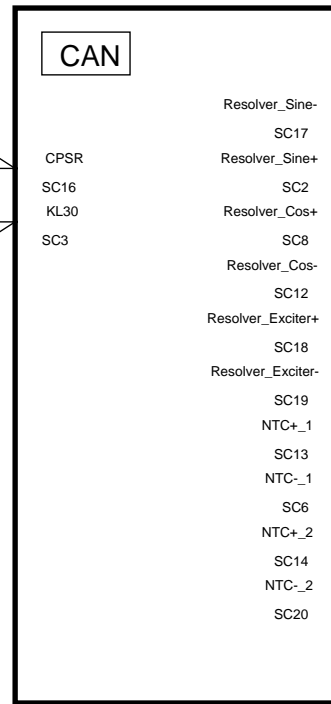 CAN
CPSR
SC16
KL30
SC3
Resolver_Sine-
SC17
Resolver_Sine+
SC2
Resolver_Cos+
SC8
Resolver_Cos-
SC12
Resolver_Exciter+
SC18
Resolver_Exciter-
SC19
NTC+_1
SC13
NTC-_1
SC6
NTC+_2
SC14
NTC-_2
SC20